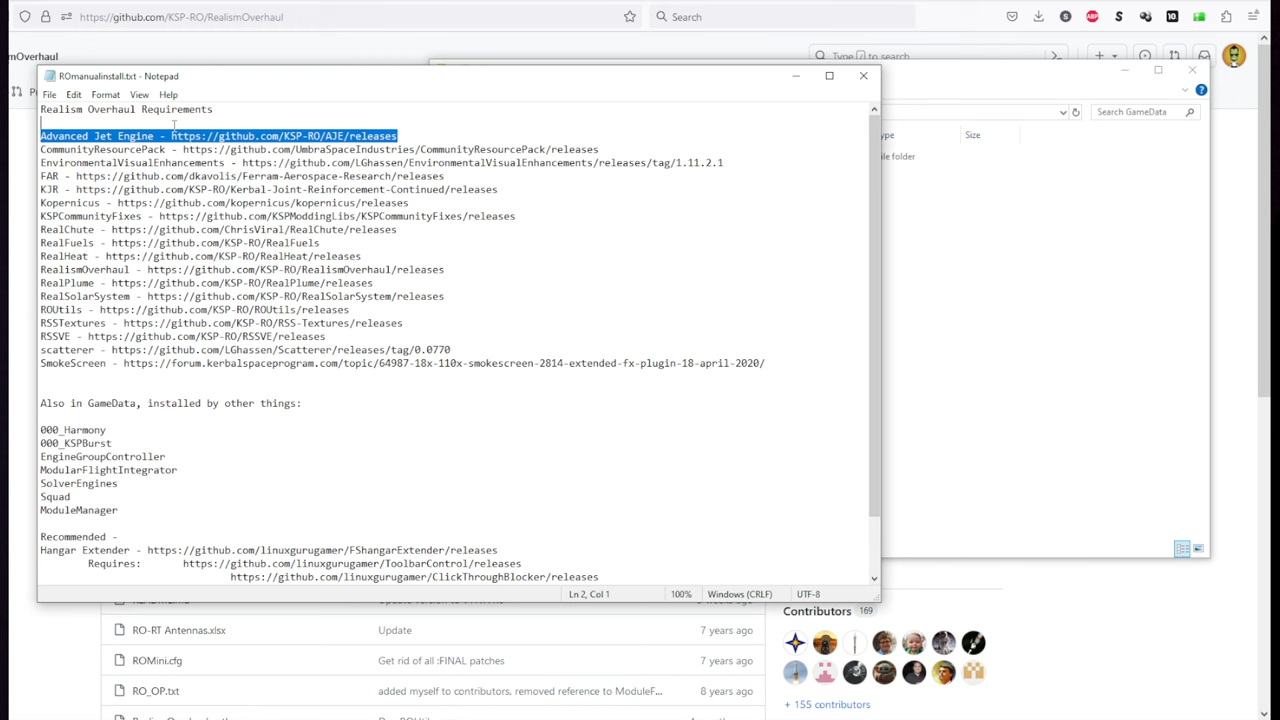 https://github.com/KSP-RO/RealismOverhaul
Search
10
mOverhaul
Type / to search
ROmanualinstall.txt - Notepad
File Edit Format View Help
Search GameData
ype
Size
ile folder
Realism Overhaul Requirements
Advanced Jet Engine - https://github.com/KSP-RO/AJE/releases
CommunityResourcePack - https://github.com/UmbraSpaceIndustries/CommunityResourcePack/releases
EnvironmentalVisualEnhancements - https://github.com/LGhassen/EnvironmentalVisualEnhancements/releases/tag/1.11.2.1
FAR - https://github.com/dkavolis/Ferram-Aerospace-Research/releases
KJR - https://github.com/KSP-RO/Kerbal-Joint-Reinforcement-Continued/releases
Kopernicus - https://github.com/kopernicus/kopernicus/releases
KSPCommunityFixes - https://github.com/KSPModdingLibs/KSPCommunityFixes/releases
RealChute - https://github.com/ChrisViral/RealChute/releases
RealFuels - https://github.com/KSP-RO/RealFuels
RealHeat - https://github.com/KSP-RO/RealHeat/releases
RealismOverhaul - https://github.com/KSP-RO/RealismOverhaul/releases
RealPlume - https://github.com/KSP-RO/RealPlume/releases
RealSolarSystem - https://github.com/KSP-RO/RealSolarSystem/releases
ROUtils - https://github.com/KSP-RO/ROUtils/releases
RSSTextures - https://github.com/KSP-RO/RSS-Textures/releases
RSSVE - https://github.com/KSP-RO/RSSVE/releases
scatterer - https://github.com/LGhassen/Scatterer/releases/tag/0.0770
SmokeScreen - https://forum.kerbalspaceprogram.com/topic/64987-18x-110x-smokescreen-2814-extended-fx-plugin-18-april-2020/
Also in GameData, installed by other things:
000_Harmony
000_KSPBurst
EngineGroupController
ModularFlightIntegrator
SolverEngines
Squad
ModuleManager
Recommended -
Hangar Extender - https://github.com/linuxgurugamer/FShangarExtender/releases
Requires: https://github.com/linuxgurugamer/ToolbarControl/releases
https://github.com/linuxgurugamer/ClickThroughBlocker/releases
Ln 2, Col 1
100%
Windows (CRLF)
UTF-8
RO-RT Antennas.xlsx
Update
7 years ago
ROMini.cfg
Get rid of all :FINAL patches
7 years ago
RO_OP.txt
added myself to contributors. removed reference to ModuleF...
8 years ago
Contributors 169
+ 155 contributors